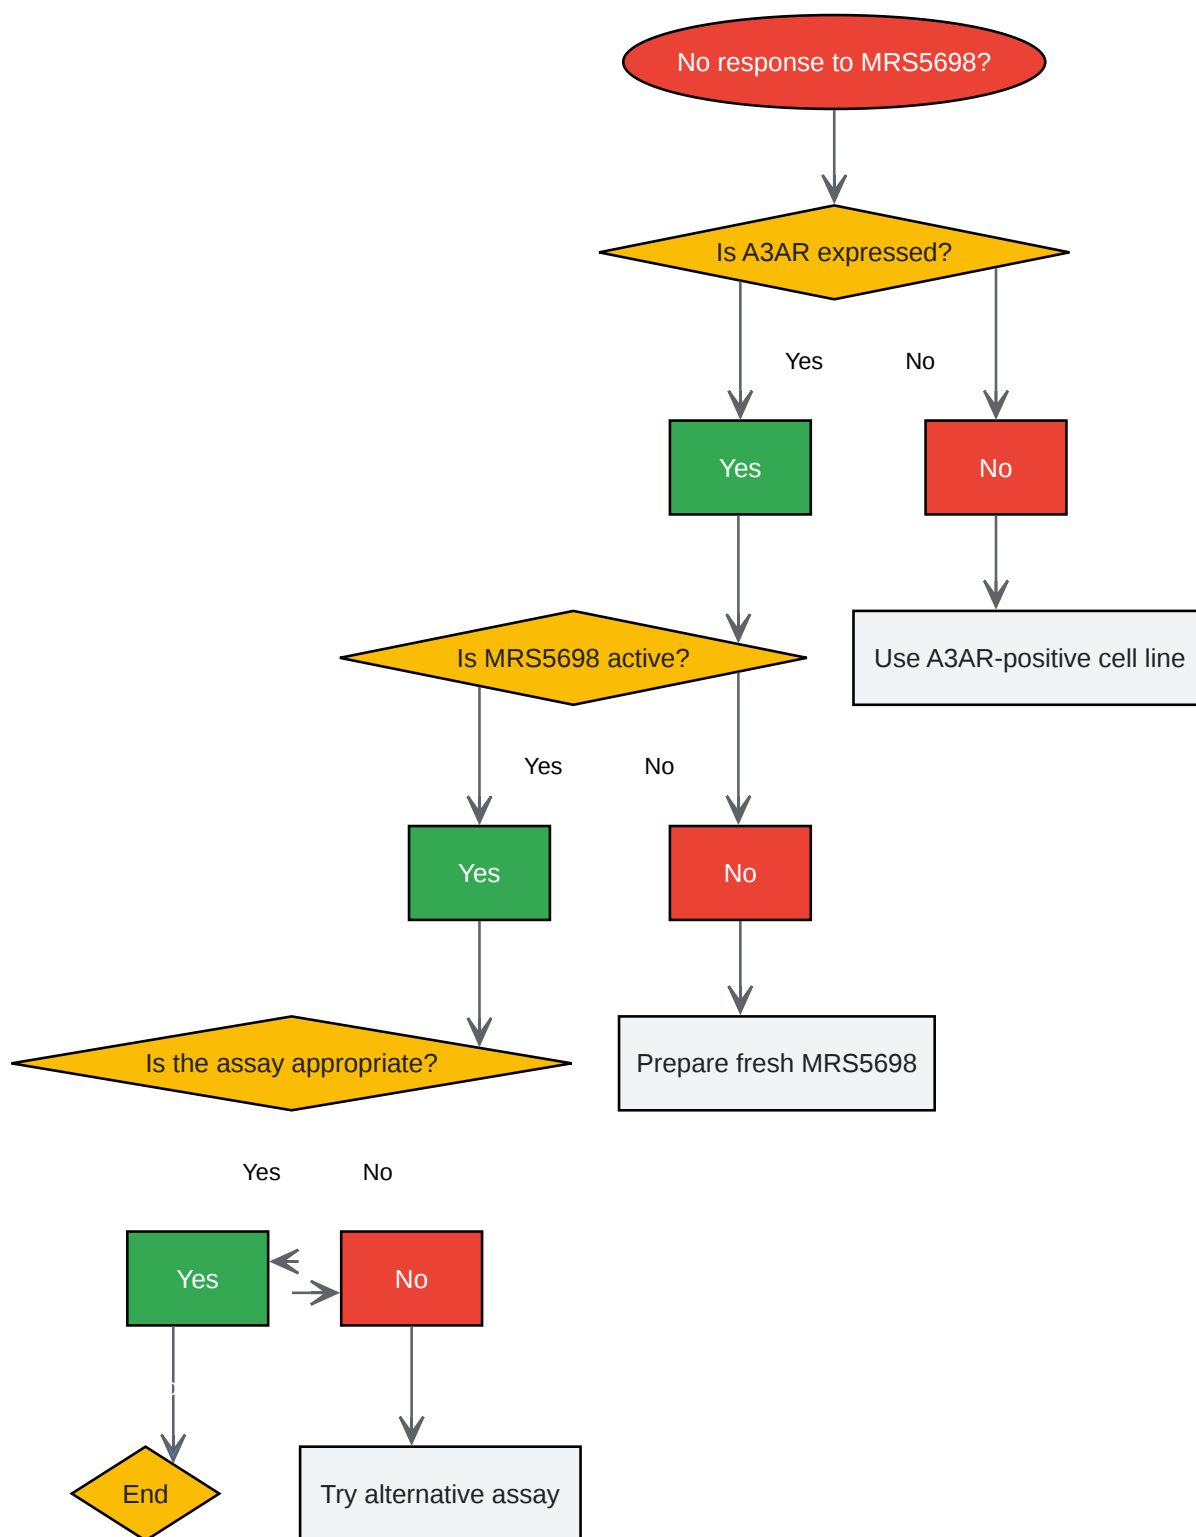 No response to MRS5698?
Is A3AR expressed?
Yes
No
Yes
No
Is MRS5698 active?
Use A3AR-positive cell line
Yes
No
Yes
No
Is the assay appropriate?
Prepare fresh MRS5698
Yes
No
Yes
No
End
Try alternative assay